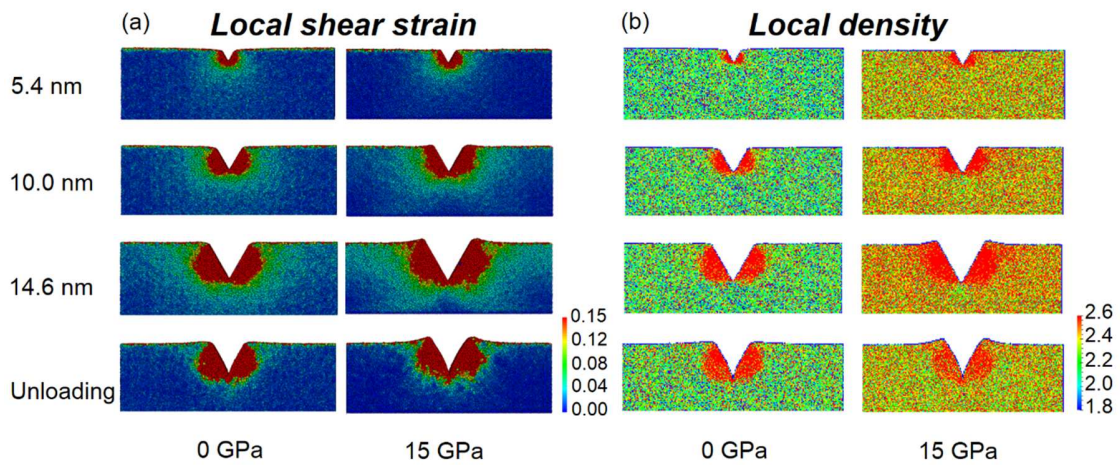 (a) Local shear strain
(b) Local density
5.4 nm
10.0 nm
14.6 nm
Unloading
0.15
0.12
0.08
0.04
0.00
2.6
2.4
2.2
2.0
1.8
0 GPa
15 GPa
0 GPa
15 GPa